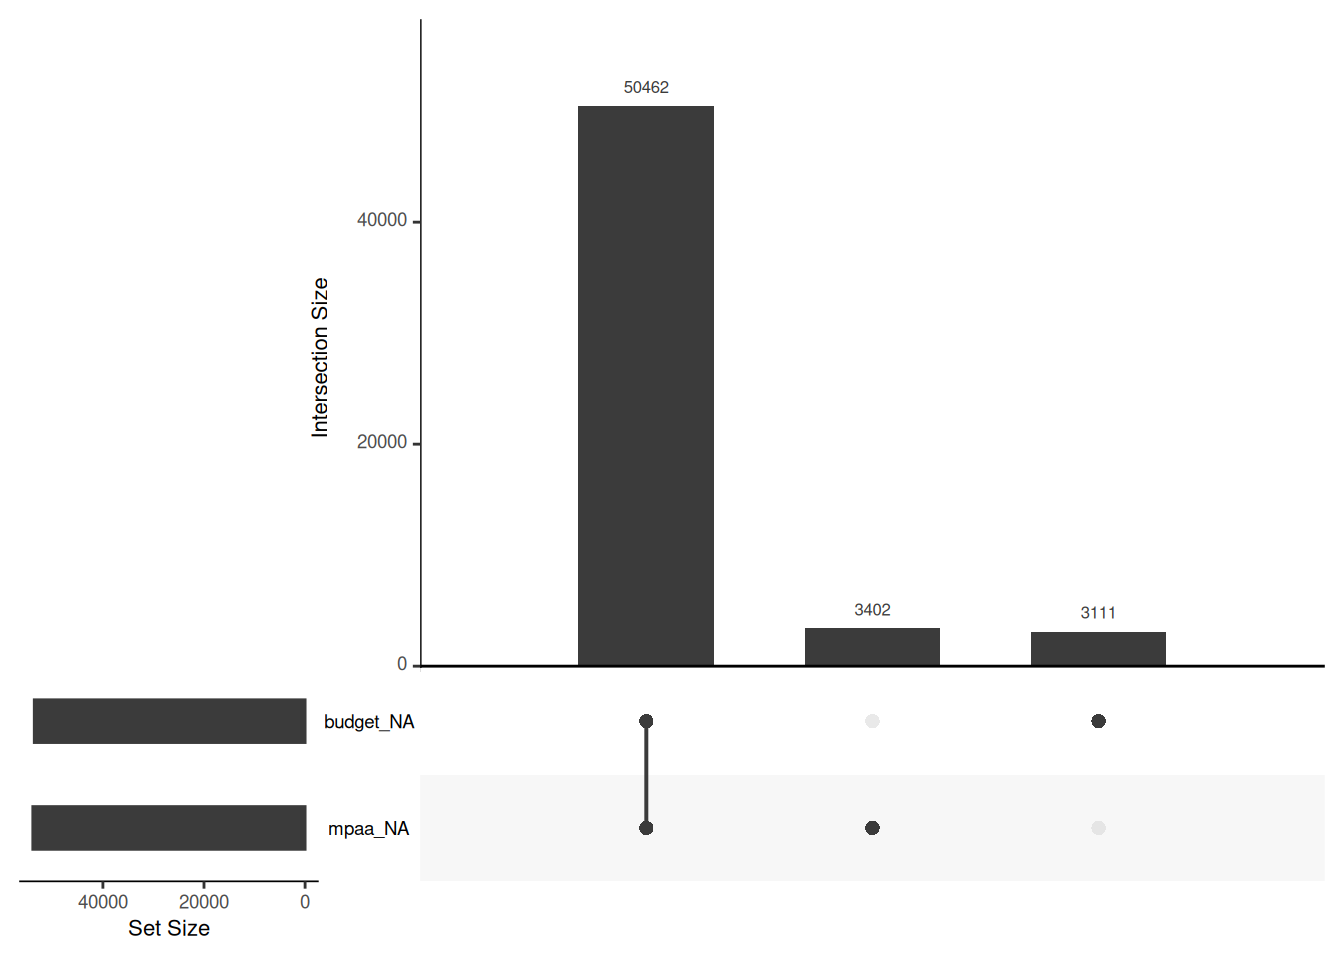 50462
40000
Intersection Size
20000
3402
3111
0
budget_NA
mpaa_NA
40000 20000 0
Set Size